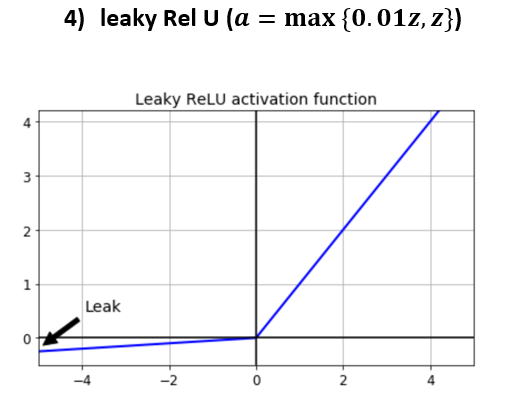 4) leaky Rel U (a = max {0.01z, z})
Leaky ReLU activation function
4
3
2
1
Leak
0
−4 −2 0 2 4